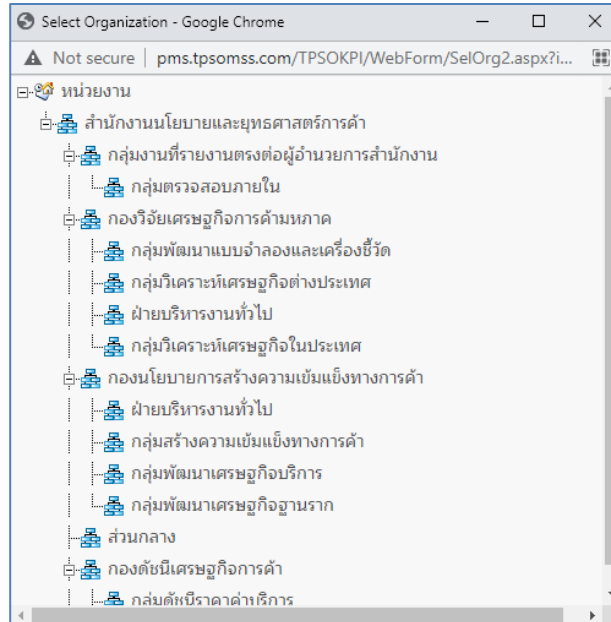 Select Organization - Google Chrome
Not secure | pms.tpsomss.com/TPSOKPI/WebForm/SelOrg2.aspx?i...
หน่วยงาน
สำนักงานนโยบายและยุทธศาสตร์การค้า
กลุ่มงานที่รายงานตรงต่อผู้อำนวยการสำนักงาน
กลุ่มตรวจสอบภายใน
กองวิจัยเศรษฐกิจการค้ามหภาค
กลุ่มพัฒนาแบบจำลองและเครื่องชี้วัด
กลุ่มวิเคราะห์เศรษฐกิจต่างประเทศ
ฝ่ายบริหารงานทั่วไป
กลุ่มวิเคราะห์เศรษฐกิจในประเทศ
กองนโยบายการสร้างความเข้มแข็งทางการค้า
ฝ่ายบริหารงานทั่วไป
กลุ่มสร้างความเข้มแข็งทางการค้า
กลุ่มพัฒนาเศรษฐกิจบริการ
กลุ่มพัฒนาเศรษฐกิจฐานราก
ส่วนกลาง
กองดัชนีเศรษฐกิจการค้า
กลุ่มดัชนีราคาค่าบริการ